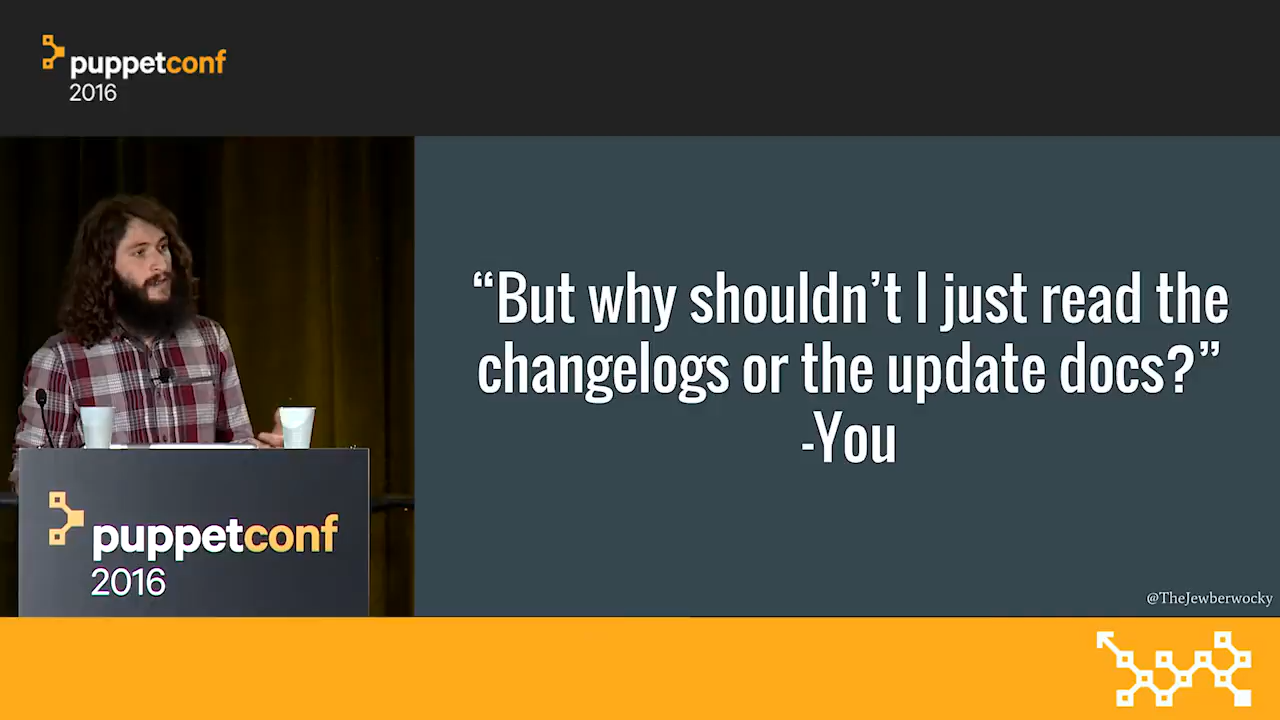 puppetconf
2016
“But why shouldn’t I just read the
changelogs or the update docs?”
-You
puppetconf
2016
@TheJewberwocky